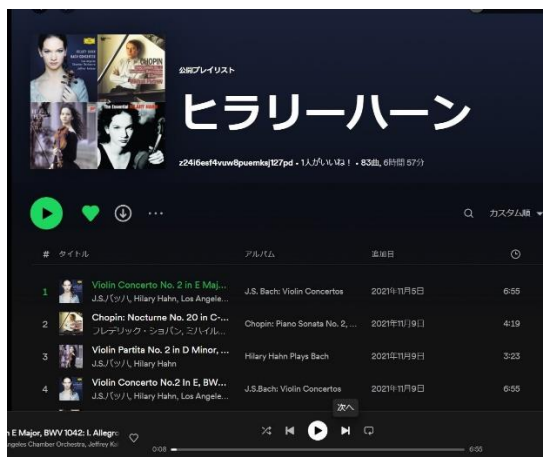 HILARY HAHN
BACH CONCERTOS
CHOPIN
The Essential HILARY HAHN
公開プレイリスト
ヒラリーハーン
z24i6esf4vuw8puemksj127pd • 1人がいいね！ • 83曲, 6時間 57分
カスタム順
# タイトル アルバム 追加日
1 Violin Concerto No. 2 in E Maj... J.S. Bach: Violin Concertos 2021年11月5日 6:55
J.S.バッハ, Hilary Hahn, Los Angele...
2 Chopin: Nocturne No. 20 in C-... Chopin: Piano Sonata No. 2, ... 2021年11月9日 4:19
フレデリック・ショパン, ミハイル...
3 Violin Partita No. 2 in D Minor, ... Hilary Hahn Plays Bach 2021年11月9日 3:23
J.S.バッハ, Hilary Hahn
4 Violin Concerto No.2 In E, BW... J.S.Bach: Violin Concertos 2021年11月9日 6:55
J.S.バッハ, Hilary Hahn, Los Angele...
次へ
n E Major, BWV 1042: I. Allegro
ngeles Chamber Orchestra, Jeffrey Ka
0:08 6:55